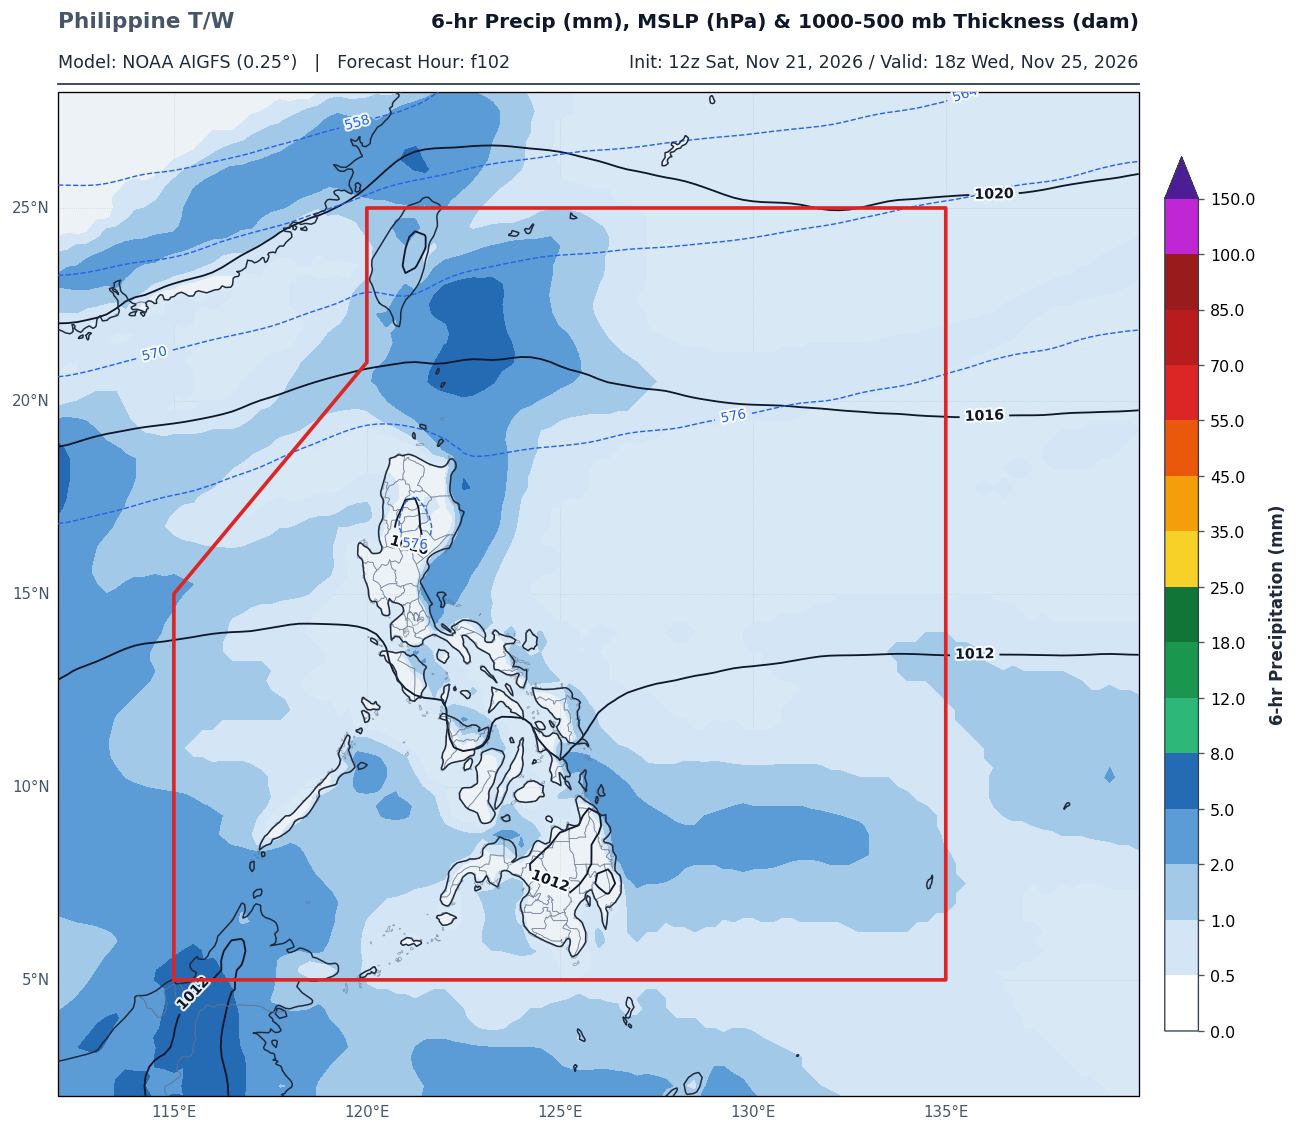 Philippine T/W
6-hr Precip (mm), MSLP (hPa) & 1000-500 mb Thickness (dam)
Model: NOAA AIGFS (0.25°) | Forecast Hour: f102
Init: 12z Sat, Nov 21, 2026 / Valid: 18z Wed, Nov 25, 2026
564
558
1020
570
576
1016
576
1012
1012
1012
25°N
20°N
15°N
10°N
5°N
115°E
120°E
125°E
130°E
135°E
150.0
100.0
85.0
70.0
55.0
45.0
35.0
25.0
18.0
12.0
8.0
5.0
2.0
1.0
0.5
0.0
6-hr Precipitation (mm)